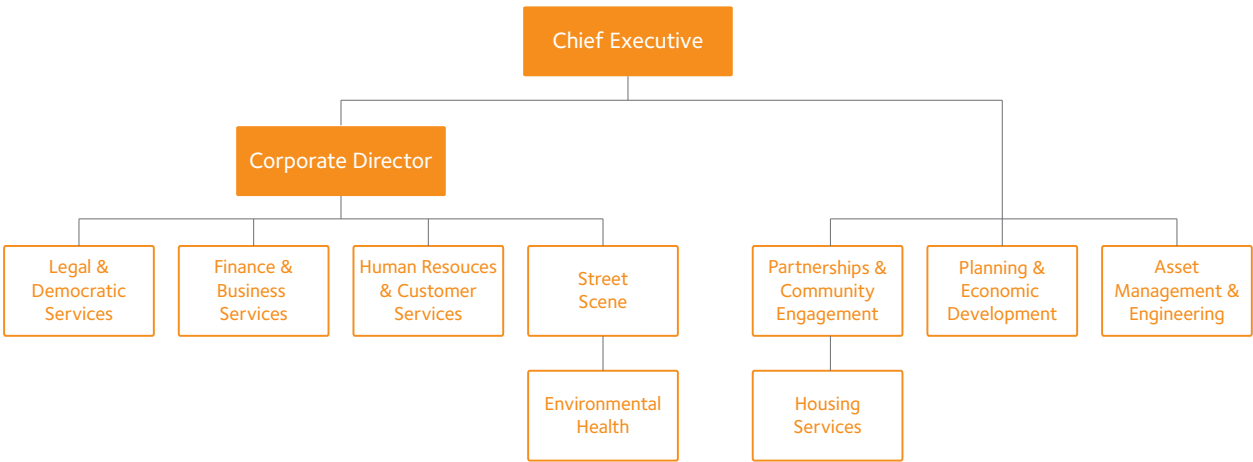 Chief Executive
Corporate Director
Legal &
Democratic
Services
Finance &
Business
Services
Human Resouces
& Customer
Services
Street
Scene
Partnerships &
Community
Engagement
Planning &
Economic
Development
Asset
Management &
Engineering
Environmental
Health
Housing
Services